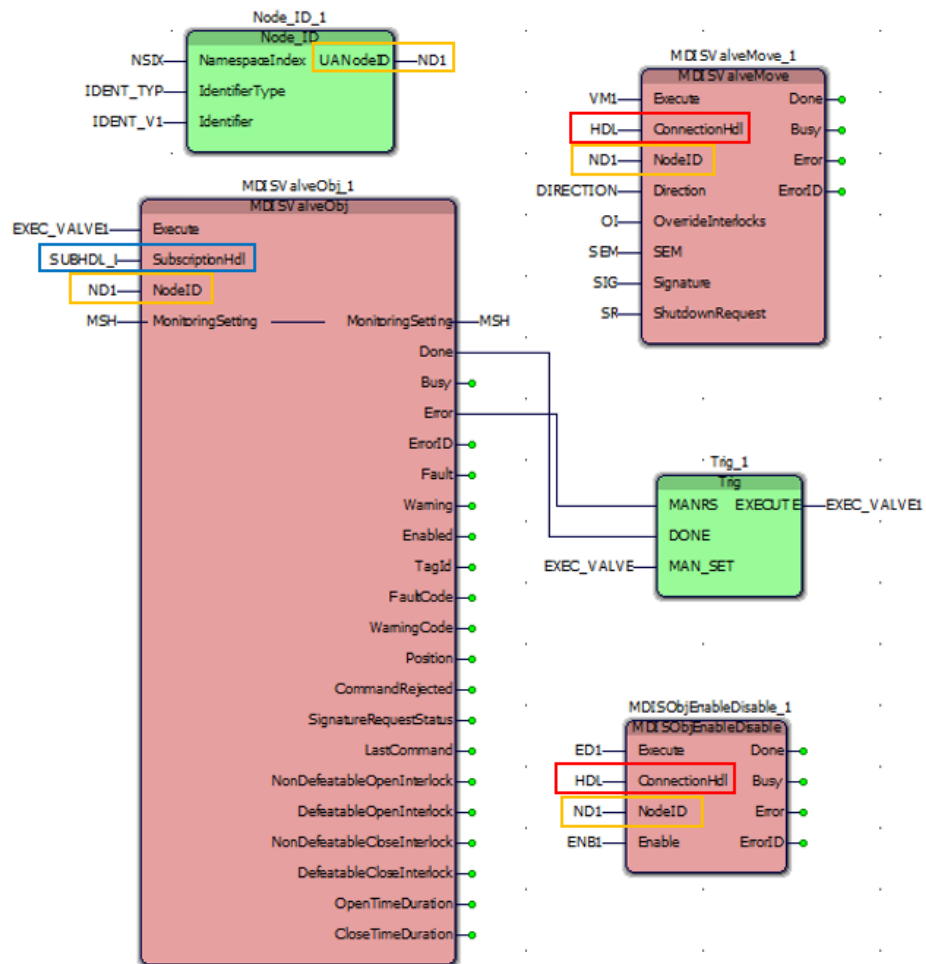 Node_ID_1
Node_ID
NSIX NamespaceIndex UANodeID ND1
IDENT_TYP IdentifierType
IDENT_V1 Identifier
MDISValveMove_1
MDISValveMove
VM1 Execute Done
HDL ConnectionHdl Busy
ND1 NodeID Error
DIRECTION Direction ErrorID
OI OverrideInterlocks
SEM SEM
SIG Signature
SR ShutdownRequest
MDISValveObj_1
MDISValveObj
EXEC_VALVE1 Execute
SUBHDL_I SubscriptionHdl
ND1 NodeID
MSH MonitoringSetting MonitoringSetting MSH
Done
Busy
Error
ErrorID
Fault
Warning
Enabled
TagId
FaultCode
WarningCode
Position
CommandRejected
SignatureRequestStatus
LastCommand
NonDefeatableOpenInterlock
DefeatableOpenInterlock
NonDefeatableCloseInterlock
DefeatableCloseInterlock
OpenTimeDuration
CloseTimeDuration
Trig_1
Trig
MANRS EXECUTE EXEC_VALVE1
DONE
EXEC_VALVE MAN_SET
MDISObjEnableDisable_1
MDISObjEnableDisable
ED1 Execute Done
HDL ConnectionHdl Busy
ND1 NodeID Error
ENB1 Enable ErrorID